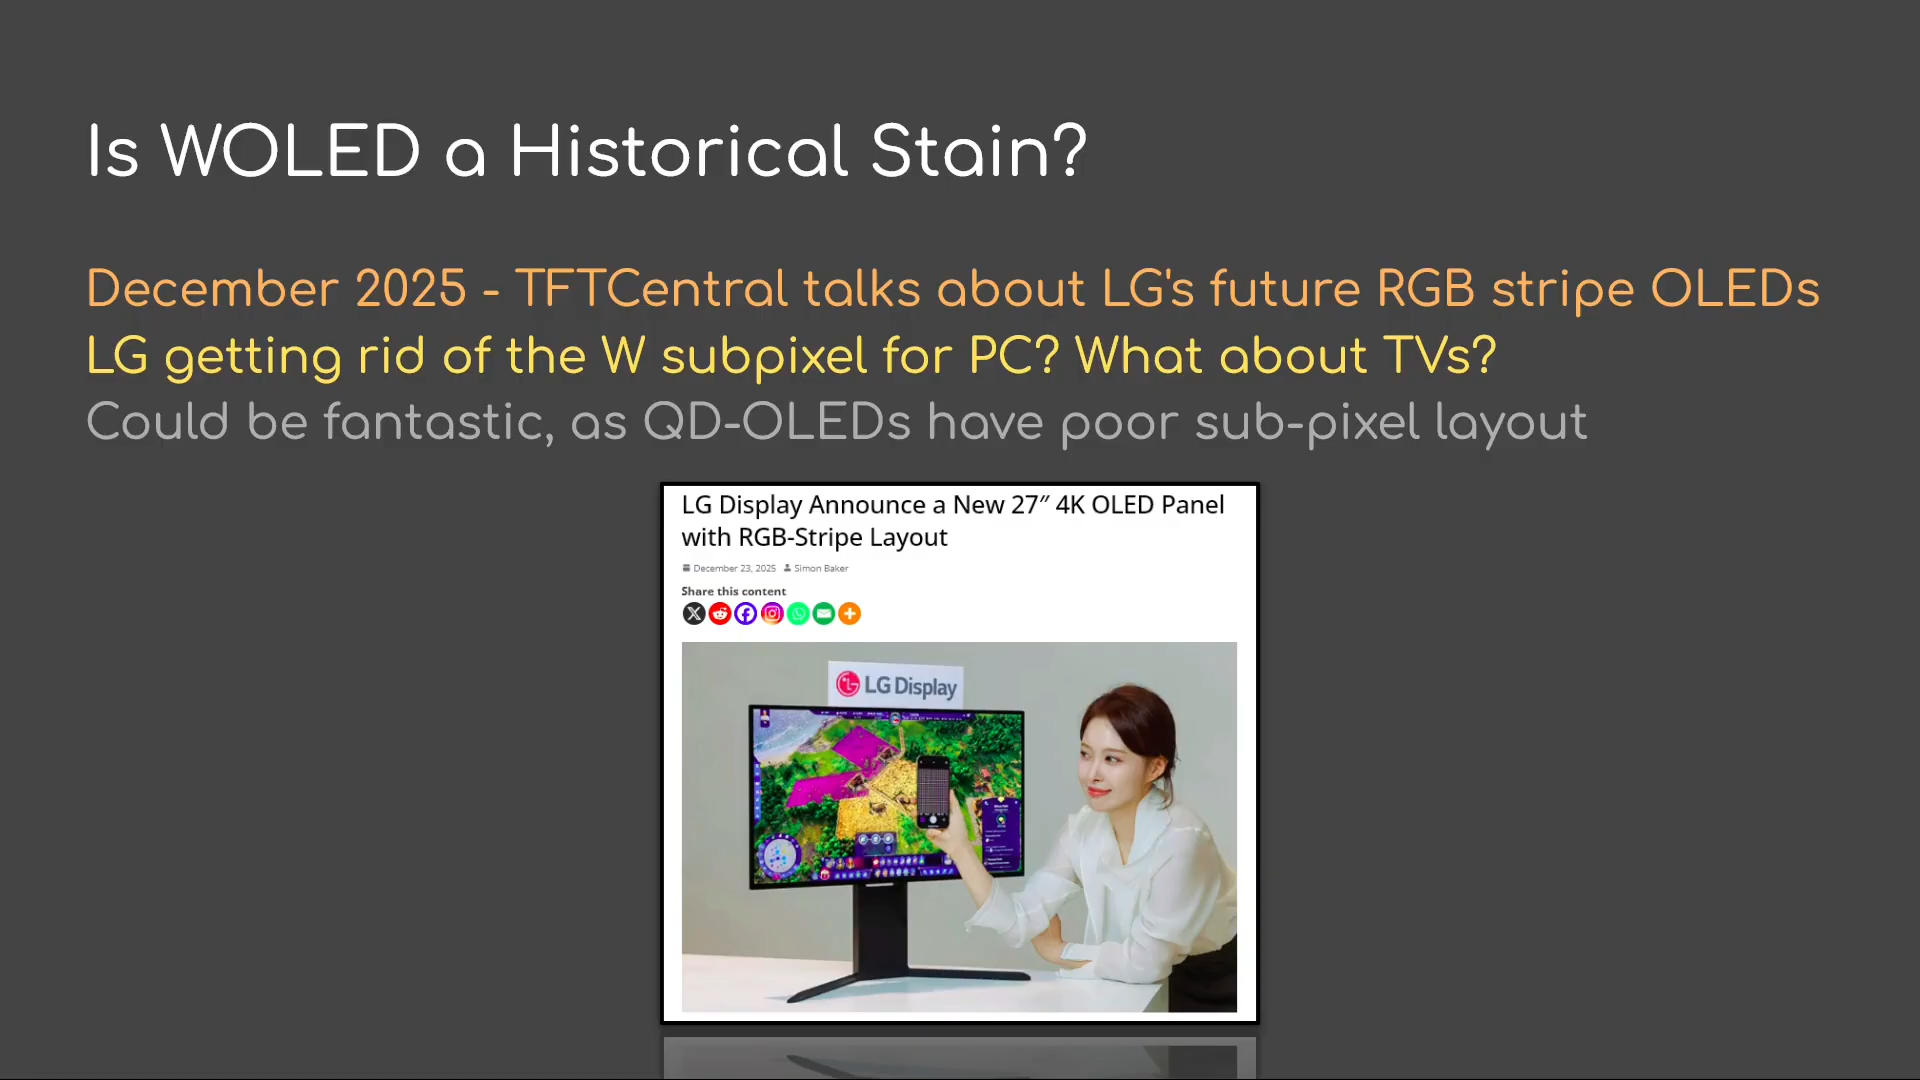 Is WOLED a Historical Stain?
December 2025 - TFTCentral talks about LG's future RGB stripe OLEDs
LG getting rid of the W subpixel for PC? What about TVs?
Could be fantastic, as QD-OLEDs have poor sub-pixel layout
LG Display Announce a New 27″ 4K OLED Panel
with RGB-Stripe Layout
December 23, 2025 Simon Baker
Share this content
LG Display